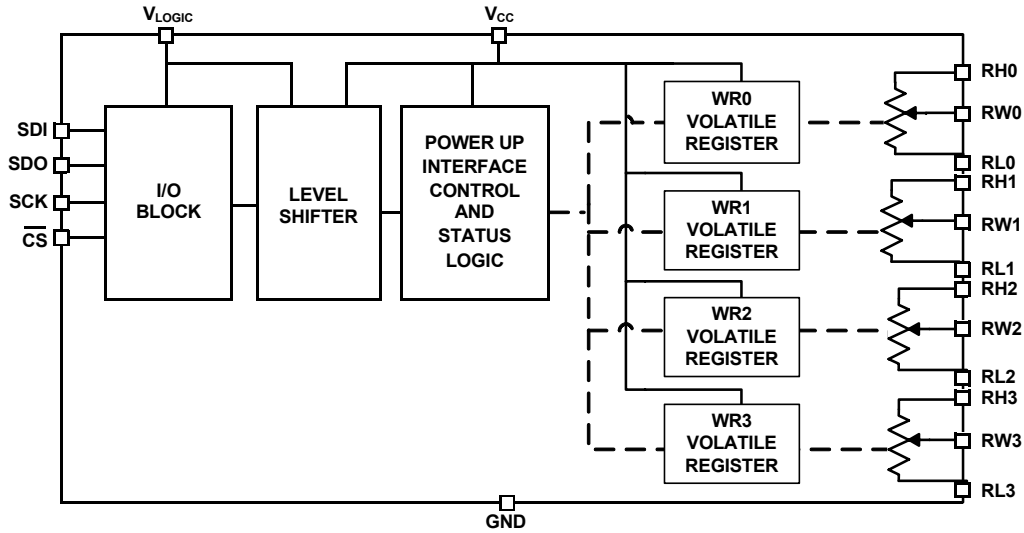 VLOGIC
VCC
SDI
SDO
SCK
CS
I/O
BLOCK
LEVEL
SHIFTER
POWER UP
INTERFACE
CONTROL
AND
STATUS
LOGIC
WR0
VOLATILE
REGISTER
WR1
VOLATILE
REGISTER
WR2
VOLATILE
REGISTER
WR3
VOLATILE
REGISTER
RH0
RW0
RL0
RH1
RW1
RL1
RH2
RW2
RL2
RH3
RW3
RL3
GND